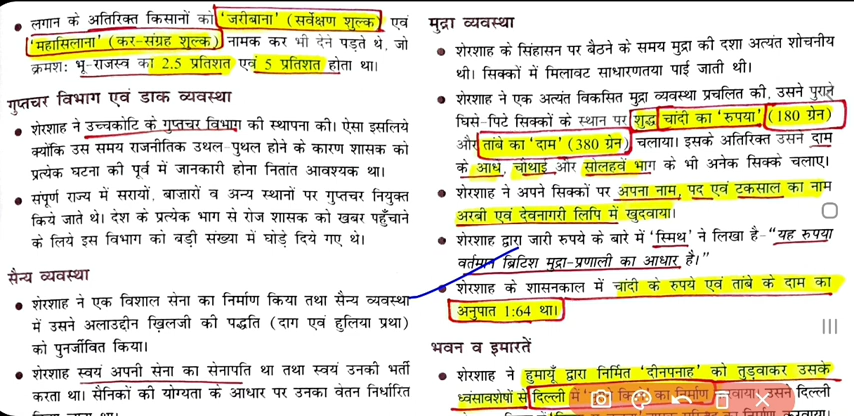 लगान के अतिरिक्त किसानों को 'जरीबाना' (सर्वेक्षण शुल्क) एवं
'महासिलाना' (कर-संग्रह शुल्क) नामक कर भी देने पड़ते थे, जो
क्रमश: भू-राजस्व का 2.5 प्रतिशत एवं 5 प्रतिशत होता था।
गुप्तचर विभाग एवं डाक व्यवस्था
शेरशाह ने उच्चकोटि के गुप्तचर विभाग की स्थापना की। ऐसा इसलिये
क्योंकि उस समय राजनीतिक उथल-पुथल होने के कारण शासक को
प्रत्येक घटना की पूर्व में जानकारी होना नितांत आवश्यक था।
संपूर्ण राज्य में सरायों, बाज़ारों व अन्य स्थानों पर गुप्तचर नियुक्त
किये जाते थे। देश के प्रत्येक भाग से रोज शासक को खबर पहुँचाने
के लिये इस विभाग को बड़ी संख्या में घोड़े दिये गए थे।
सैन्य व्यवस्था
शेरशाह ने एक विशाल सेना का निर्माण किया तथा सैन्य व्यवस्था
में उसने अलाउद्दीन खिलजी की पद्धति (दाग एवं हुलिया प्रथा)
को पुनर्जीवित किया।
शेरशाह स्वयं अपनी सेना का सेनापति था तथा स्वयं उनकी भर्ती
करता था। सैनिकों की योग्यता के आधार पर उनका वेतन निर्धारित
मुद्रा व्यवस्था
शेरशाह के सिंहासन पर बैठने के समय मुद्रा की दशा अत्यंत शोचनीय
थी। सिक्कों में मिलावट साधारणतया पाई जाती थी।
शेरशाह ने एक अत्यंत विकसित मुद्रा व्यवस्था प्रचलित की, उसने पुराने
घिसे-पिटे सिक्कों के स्थान पर शुद्ध चांदी का 'रुपया' (180 ग्रेन)
और तांबे का 'दाम' (380 ग्रेन) चलाया। इसके अतिरिक्त उसने दाम
के आधे, चौथाई और सोलहवें भाग के भी अनेक सिक्के चलाए।
शेरशाह ने अपने सिक्कों पर अपना नाम, पद एवं टकसाल का नाम
अरबी एवं देवनागरी लिपि में खुदवाया।
शेरशाह द्वारा जारी रुपये के बारे में 'स्मिथ' ने लिखा है-"यह रुपया
वर्तमान ब्रिटिश मुद्रा-प्रणाली का आधार है।"
शेरशाह के शासनकाल में चांदी के रुपये एवं तांबे के दाम का
अनुपात 1:64 था।
भवन व इमारतें
शेरशाह ने हुमायूँ द्वारा निर्मित 'दीनपनाह' को तुड़वाकर उसके
ध्वंसावशेषों से दिल्ली में का निर्माण करवाया। उसने दिल्ली